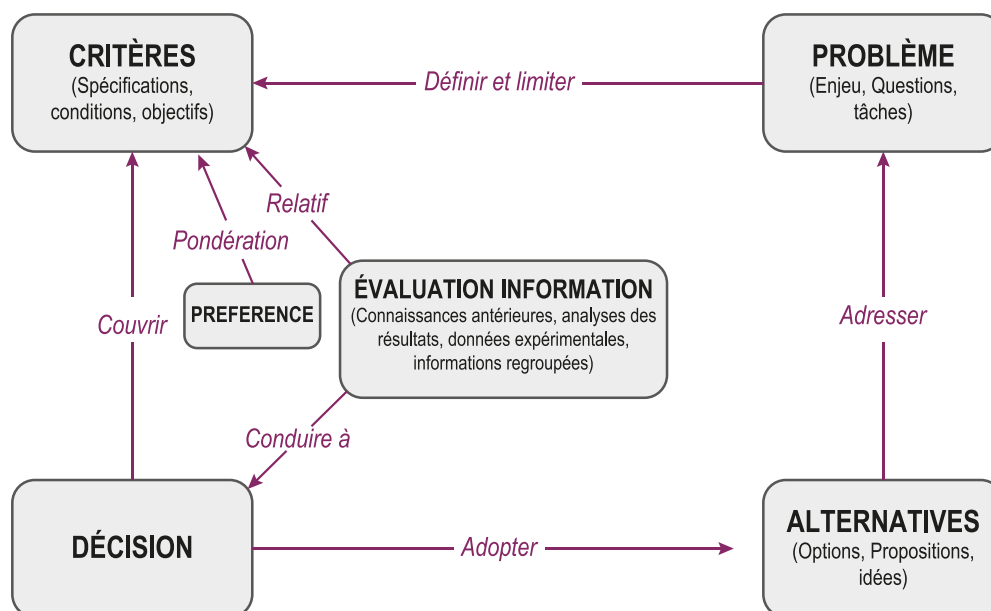 CRITÈRES
(Spécifications,
conditions, objectifs)
Définir et limiter
PROBLÈME
(Enjeu, Questions,
tâches)
Relatif
Pondération
PREFERENCE
ÉVALUATION INFORMATION
(Connaissances antérieures, analyses des
résultats, données expérimentales,
informations regroupées)
Couvrir
Adresser
Conduire à
DÉCISION
Adopter
ALTERNATIVES
(Options, Propositions,
idées)